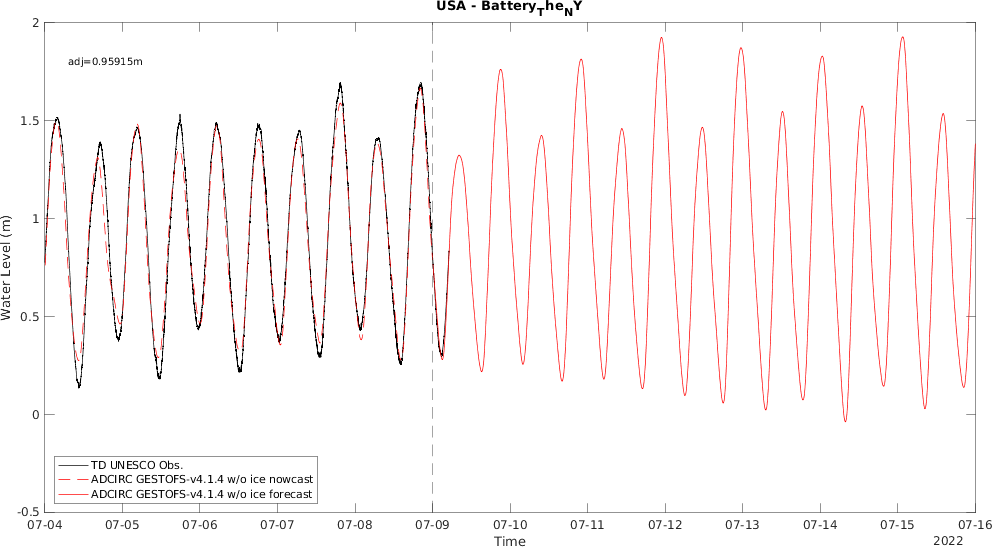 USA - BatteryTheNY
adj=0.95915m
2
1.5
1
0.5
0
-0.5
Water Level (m)
TD UNESCO Obs.
ADCIRC GESTOFS-v4.1.4 w/o ice nowcast
ADCIRC GESTOFS-v4.1.4 w/o ice forecast
07-04 07-05 07-06 07-07 07-08 07-09 07-10 07-11 07-12 07-13 07-14 07-15 07-16
Time
2022